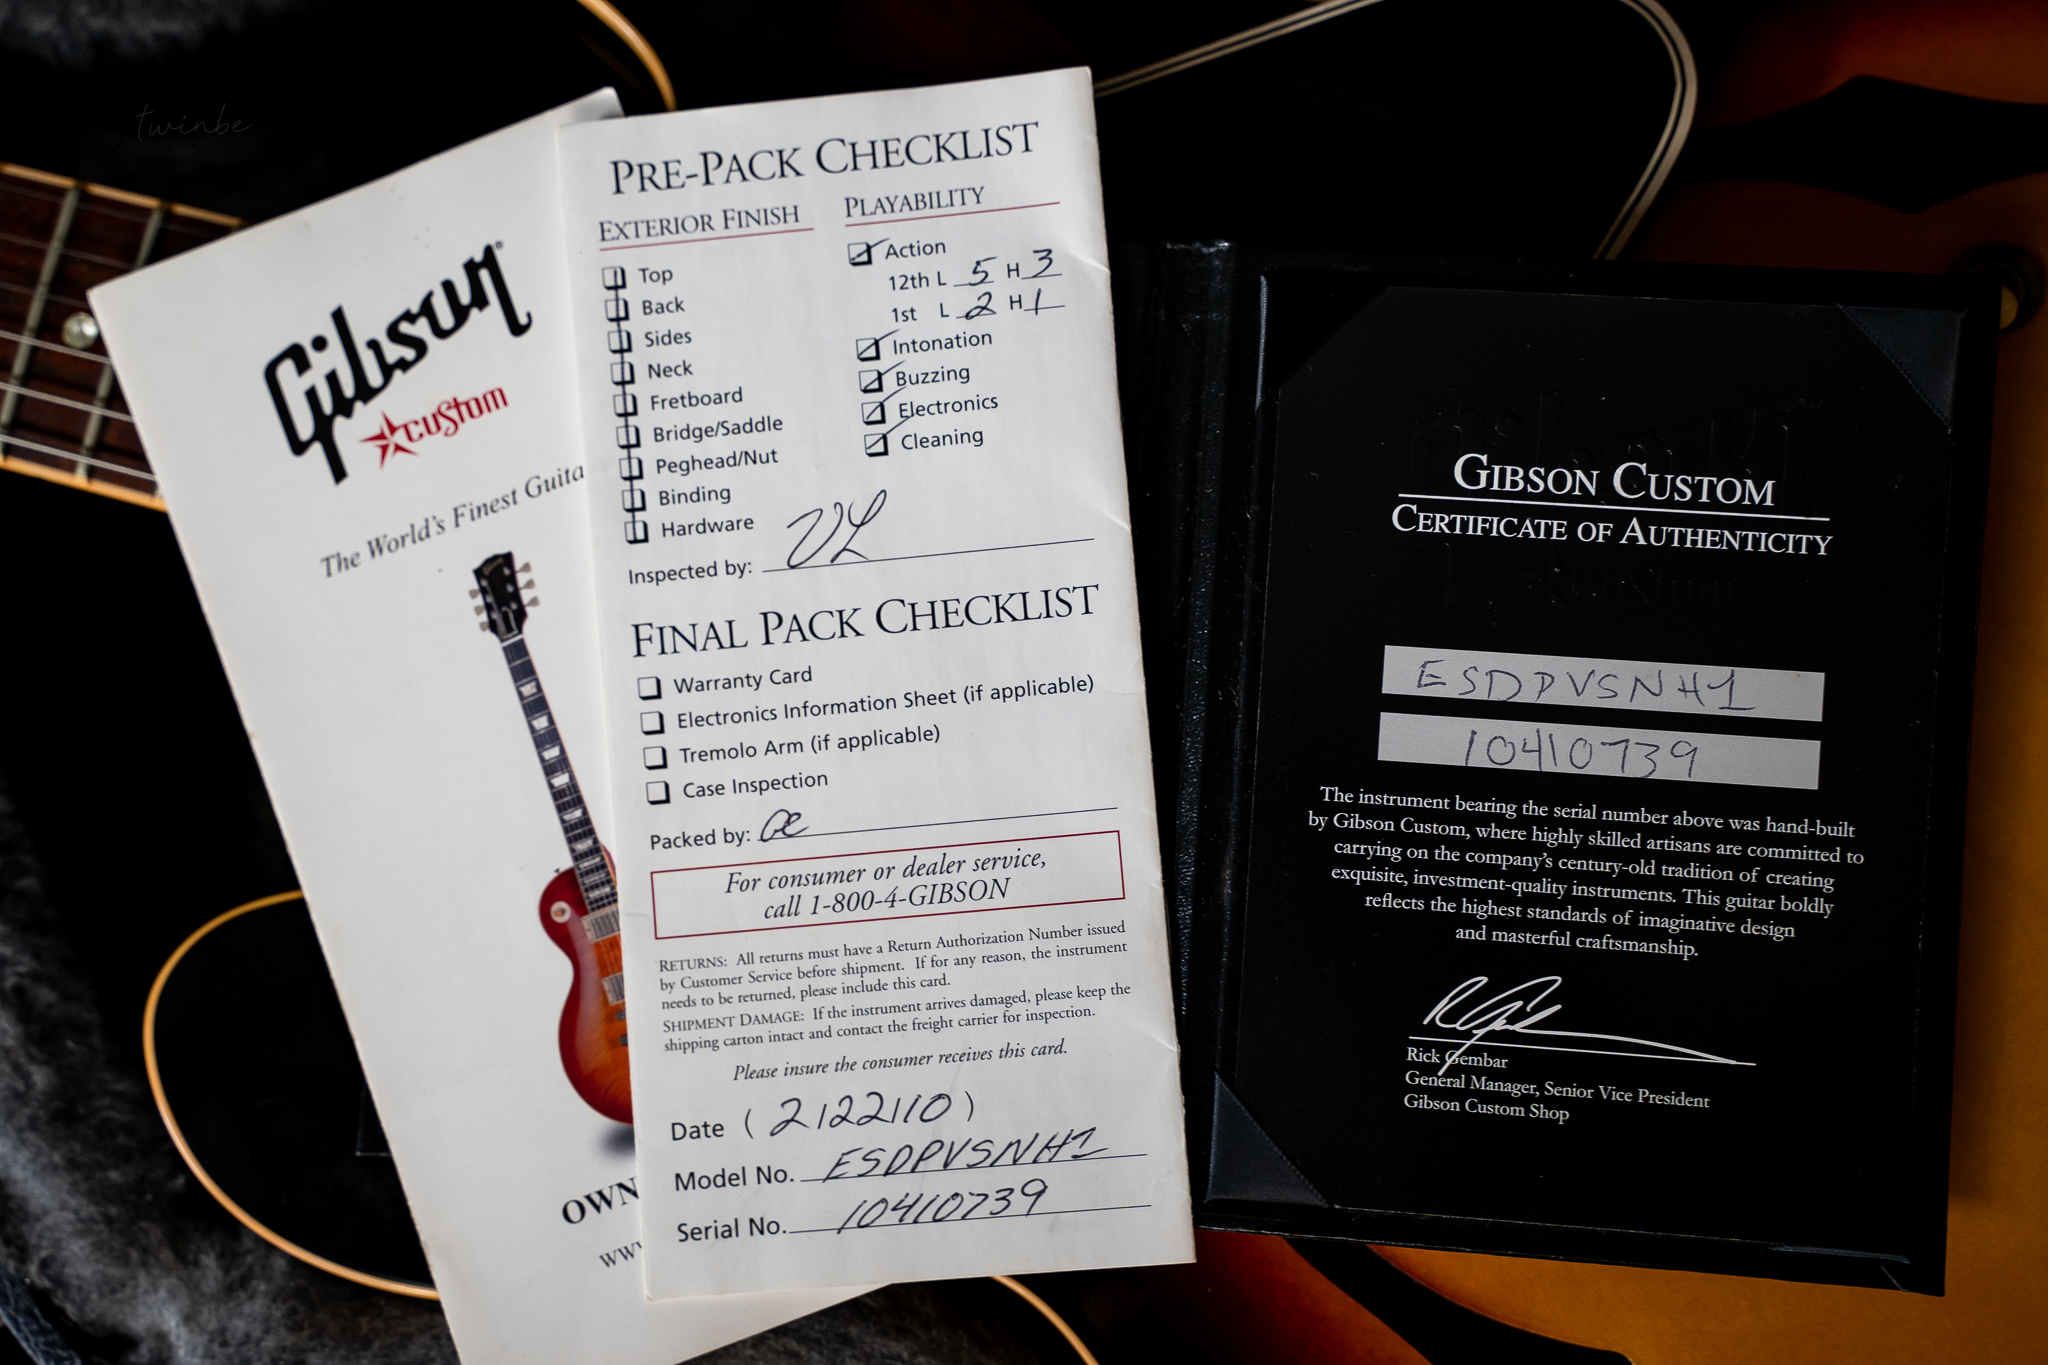 twinbe
Gibson
custom
The World's Finest Guita
OWN
www
PRE-PACK CHECKLIST
EXTERIOR FINISH
Top
Back
Sides
Neck
Fretboard
Bridge/Saddle
Peghead/Nut
Binding
Hardware
PLAYABILITY
Action
12th L 5 H 3
1st L 2 H 1
Intonation
Buzzing
Electronics
Cleaning
Inspected by: VL
FINAL PACK CHECKLIST
Warranty Card
Electronics Information Sheet (if applicable)
Tremolo Arm (if applicable)
Case Inspection
Packed by:
For consumer or dealer service,
call 1-800-4-GIBSON
RETURNS: All returns must have a Return Authorization Number issued
by Customer Service before shipment. If for any reason, the instrument
needs to be returned, please include this card.
SHIPMENT DAMAGE: If the instrument arrives damaged, please keep the
shipping carton intact and contact the freight carrier for inspection.
Please insure the consumer receives this card.
Date (2/22/10)
Model No. ESDPVSNH1
Serial No. 10410739
GIBSON CUSTOM
CERTIFICATE OF AUTHENTICITY
ESDPVSNH1
10410739
The instrument bearing the serial number above was hand-built
by Gibson Custom, where highly skilled artisans are committed to
carrying on the company's century-old tradition of creating
exquisite, investment-quality instruments. This guitar boldly
reflects the highest standards of imaginative design
and masterful craftsmanship.
Rick Gembar
General Manager, Senior Vice President
Gibson Custom Shop